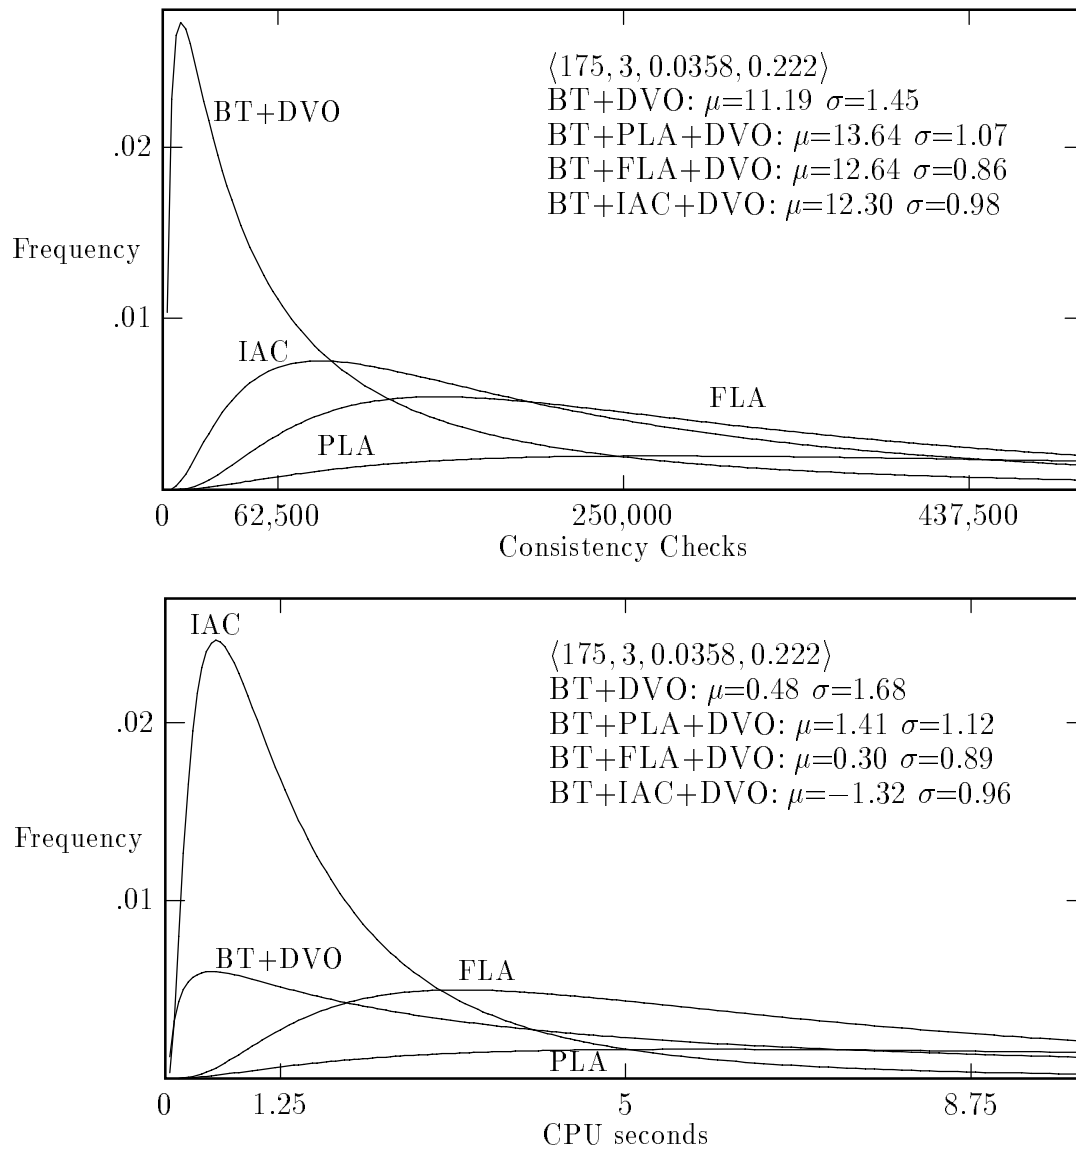 ⟨175, 3, 0.0358, 0.222⟩
BT+DVO: μ=11.19 σ=1.45
BT+PLA+DVO: μ=13.64 σ=1.07
BT+FLA+DVO: μ=12.64 σ=0.86
BT+IAC+DVO: μ=12.30 σ=0.98
BT+DVO
.02
Frequency
.01
IAC
FLA
PLA
0 62,500 250,000 437,500
Consistency Checks
IAC
⟨175, 3, 0.0358, 0.222⟩
BT+DVO: μ=0.48 σ=1.68
BT+PLA+DVO: μ=1.41 σ=1.12
BT+FLA+DVO: μ=0.30 σ=0.89
BT+IAC+DVO: μ=−1.32 σ=0.96
.02
Frequency
.01
BT+DVO
FLA
PLA
0 1.25 5 8.75
CPU seconds